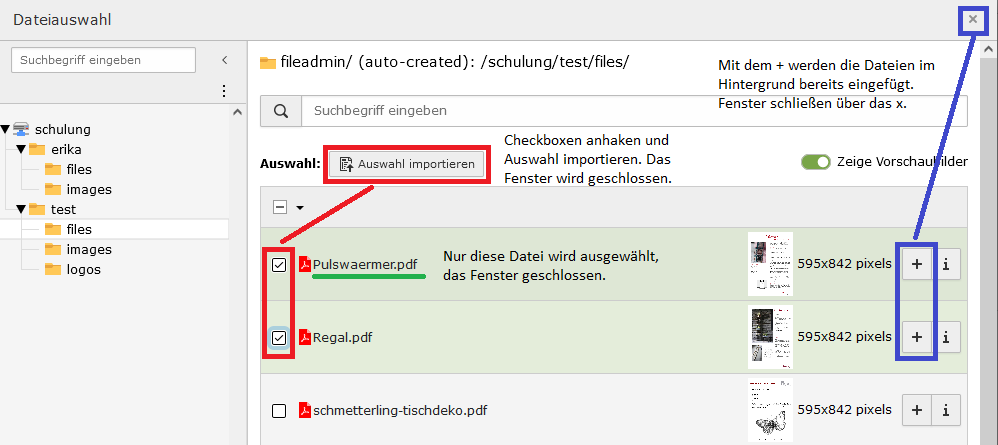 Dateiauswahl
×
Suchbegriff eingeben
schulung
erika
files
images
test
files
images
logos
fileadmin/ (auto-created): /schulung/test/files/
Mit dem + werden die Dateien im
Hintergrund bereits eingefügt.
Fenster schließen über das x.
Suchbegriff eingeben
Auswahl:
Auswahl importieren
Checkboxen anhaken und
Auswahl importieren. Das
Fenster wird geschlossen.
Zeige Vorschaubilder
Pulswaermer.pdf
Nur diese Datei wird ausgewählt,
das Fenster geschlossen.
595x842 pixels
+
i
Regal.pdf
595x842 pixels
+
i
schmetterling-tischdeko.pdf
595x842 pixels
+
i